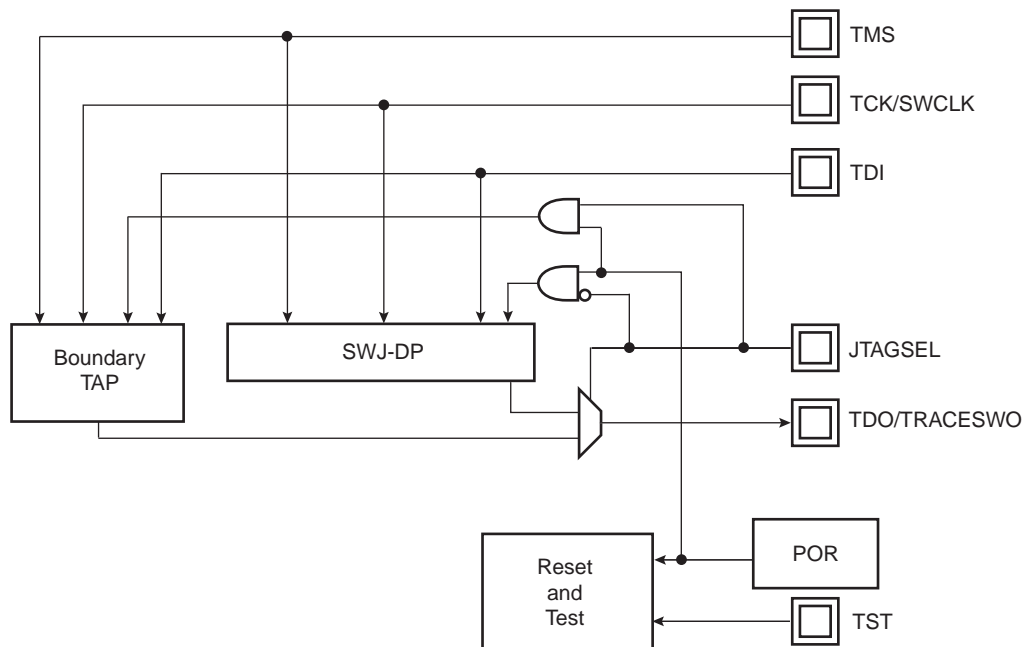 TMS
TCK/SWCLK
TDI
Boundary
TAP
SWJ-DP
JTAGSEL
TDO/TRACESWO
Reset
and
Test
POR
TST